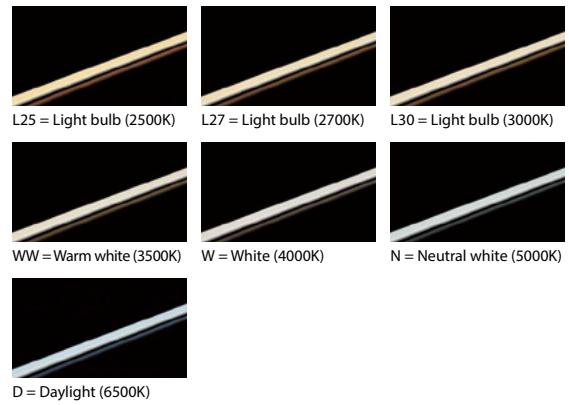 L25 = Light bulb (2500K)
L27 = Light bulb (2700K)
L30 = Light bulb (3000K)
WW = Warm white (3500K)
W = White (4000K)
N = Neutral white (5000K)
D = Daylight (6500K)